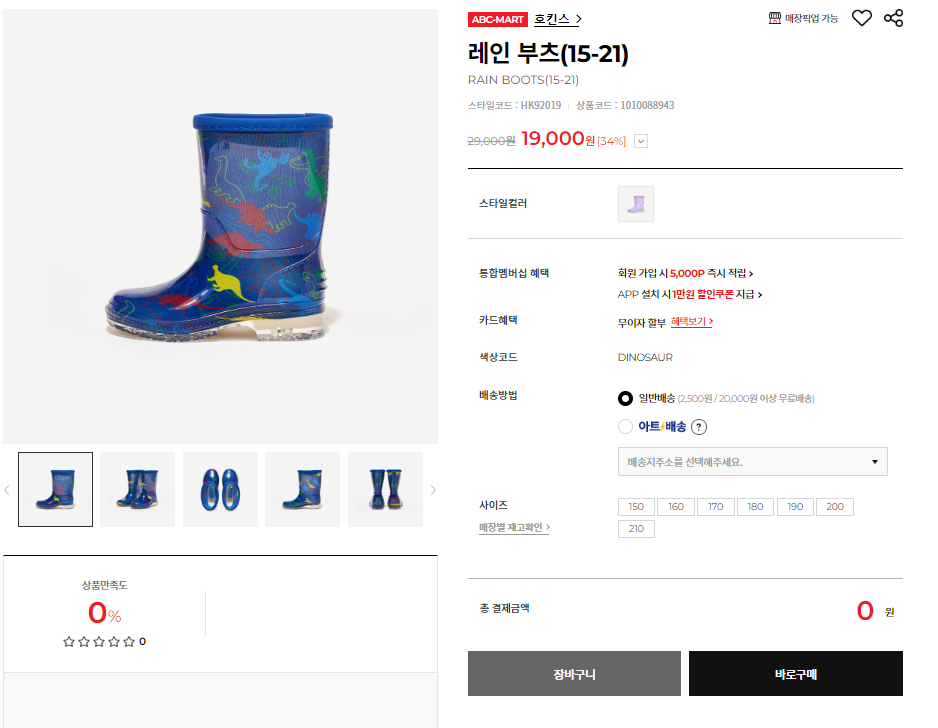 ABC-MART 호킨스 >
매장픽업 가능
레인 부츠(15-21)
RAIN BOOTS(15-21)
스타일코드 : HK92019 | 상품코드 : 1010088943
29,000원 19,000원 [34%]
스타일컬러
통합멤버십 혜택
회원 가입 시 5,000P 즉시 적립 >
APP 설치 시 1만원 할인쿠폰 지급 >
카드혜택
무이자 할부 혜택보기 >
색상코드
DINOSAUR
배송방법
일반배송 (2,500원 / 20,000원 이상 무료배송)
아트⚡배송 ?
배송지주소를 선택해주세요.
사이즈
매장별 재고확인 >
150 160 170 180 190 200
210
상품만족도
0%
0
총 결제금액
0 원
장바구니
바로구매